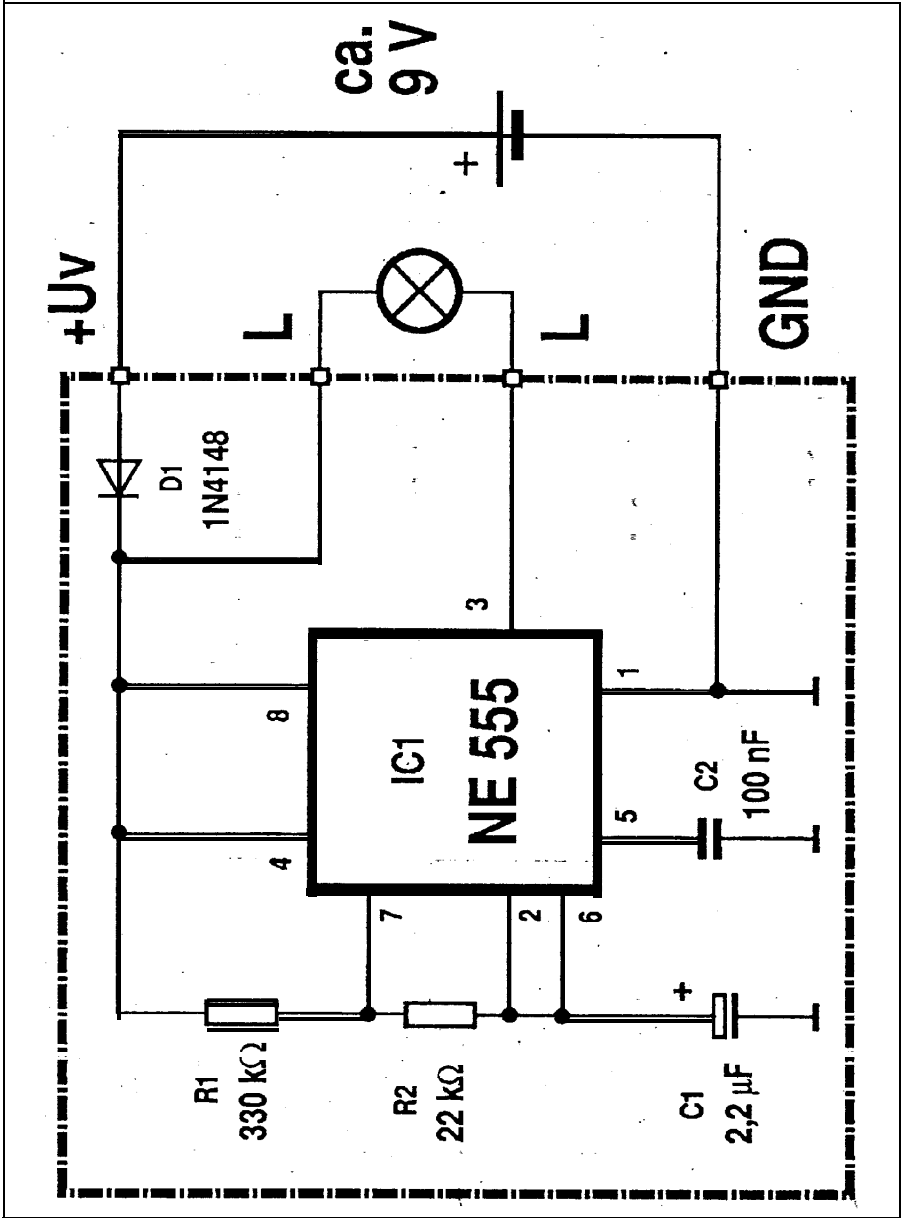 ca.
9 V
+
+Uv
L
L
GND
D1
1N4148
3
8
IC1
NE 555
1
4
5
C2
100 nF
7
2
6
R1
330 kΩ
R2
22 kΩ
+
C1
2,2 µF